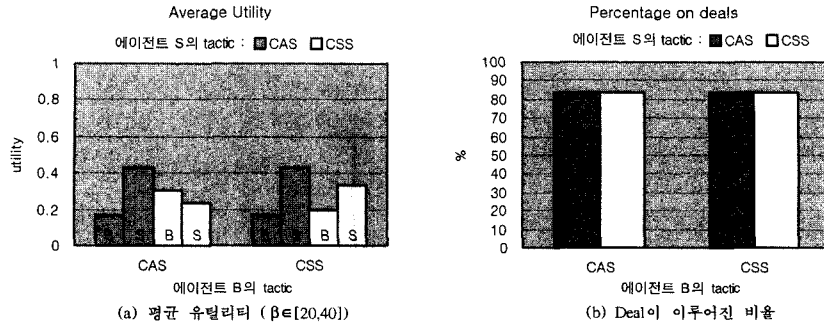 Average Utility
에이전트 S의 tactic : CAS CSS
1
0.8
0.6
0.4
0.2
0
utility
B S
B S
CAS CSS
에이전트 B의 tactic
(a) 평균 유틸리티 ( β∈[20,40])
Percentage on deals
에이전트 S의 tactic : CAS CSS
100
90
80
70
60
50
40
30
20
10
0
%
CAS CSS
에이전트 B의 tactic
(b) Deal이 이루어진 비율